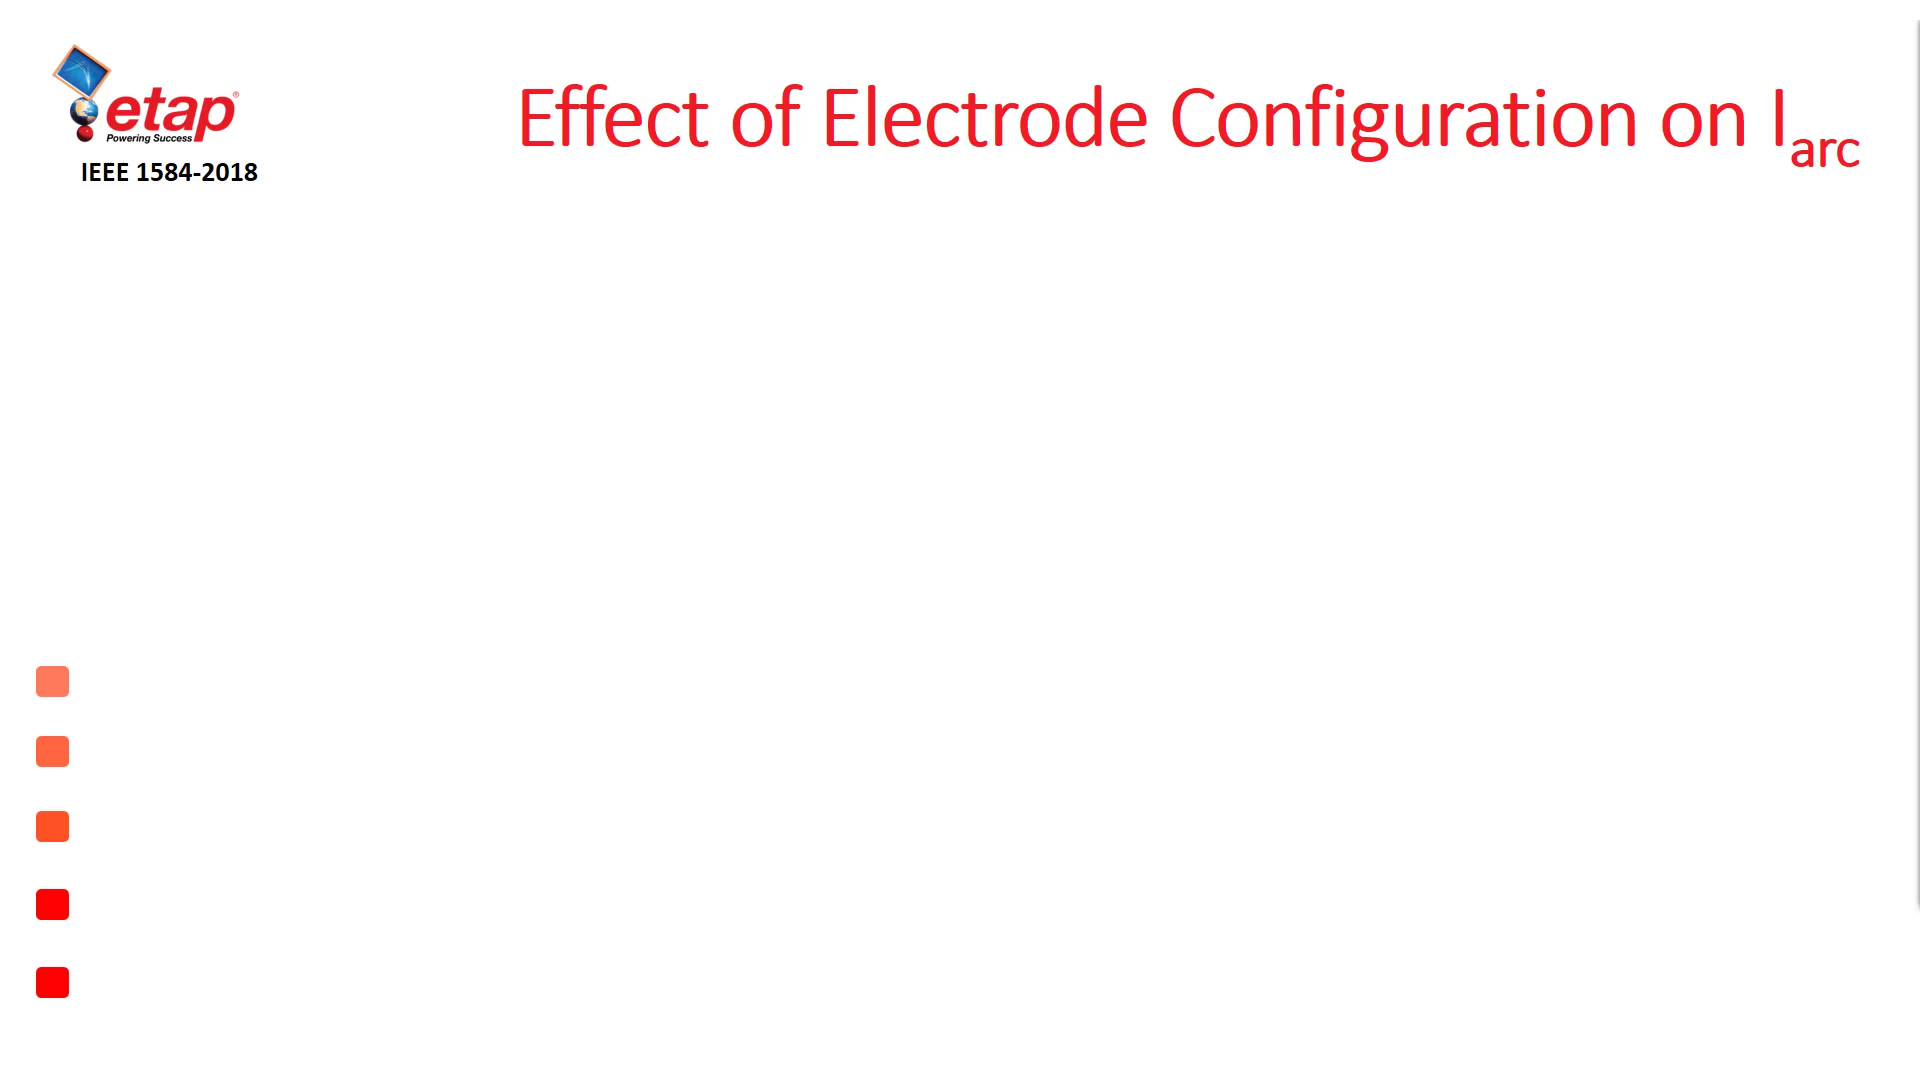 etap®
Powering Success
IEEE 1584-2018
Effect of Electrode Configuration on Iarc